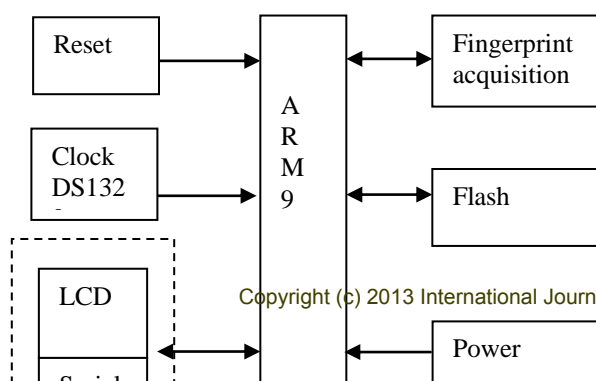 Reset
Fingerprint
acquisition
A
R
M
9
Clock
DS132
Flash
LCD
Copyright (c) 2013 International Journ
Power